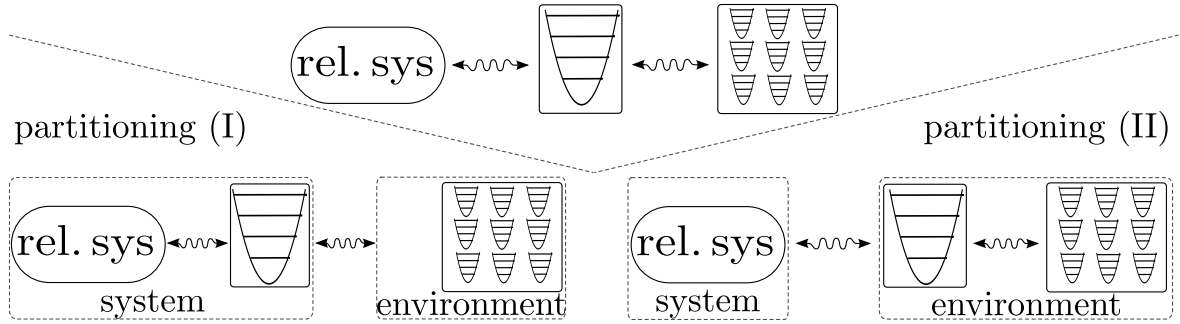 rel. sys
partitioning (I)
partitioning (II)
rel. sys
system
environment
rel. sys
system
environment